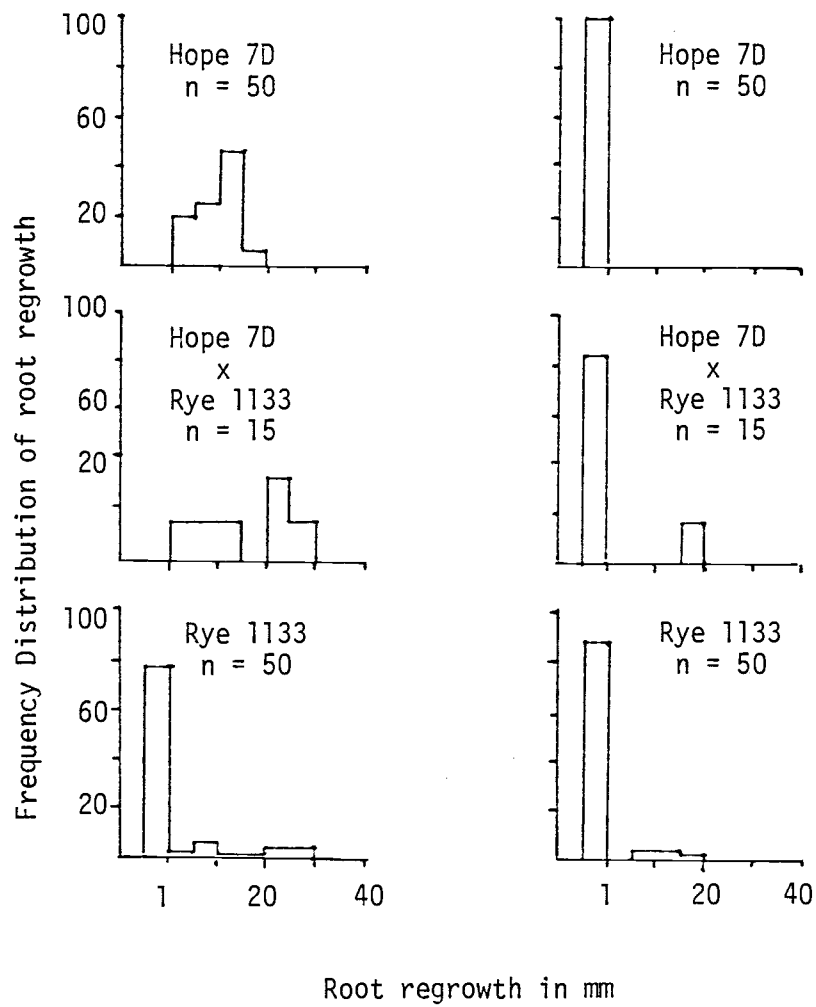 Frequency Distribution of root regrowth
100
60
20
Hope 7D
n = 50
Hope 7D
n = 50
100
60
20
Hope 7D
x
Rye 1133
n = 15
Hope 7D
x
Rye 1133
n = 15
100
60
20
Rye 1133
n = 50
Rye 1133
n = 50
1 20 40
1 20 40
Root regrowth in mm